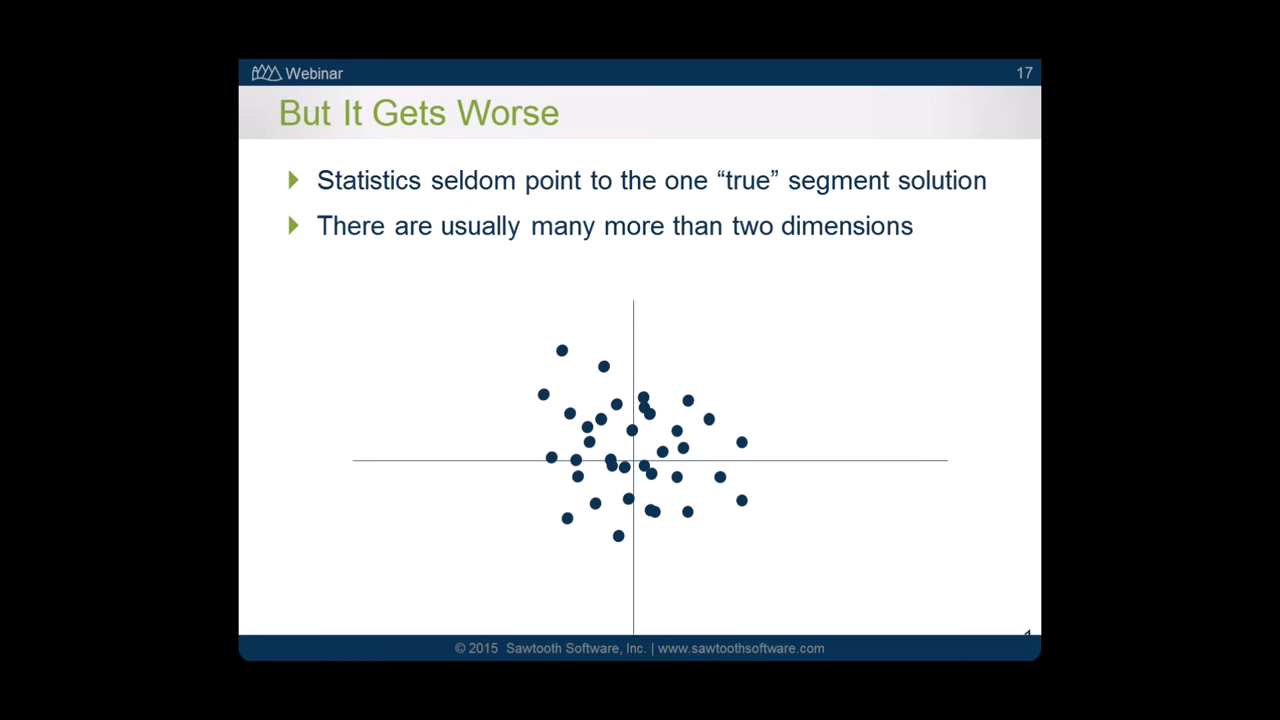 Webinar
17
But It Gets Worse
Statistics seldom point to the one “true” segment solution
There are usually many more than two dimensions
© 2015 Sawtooth Software, Inc. | www.sawtoothsoftware.com